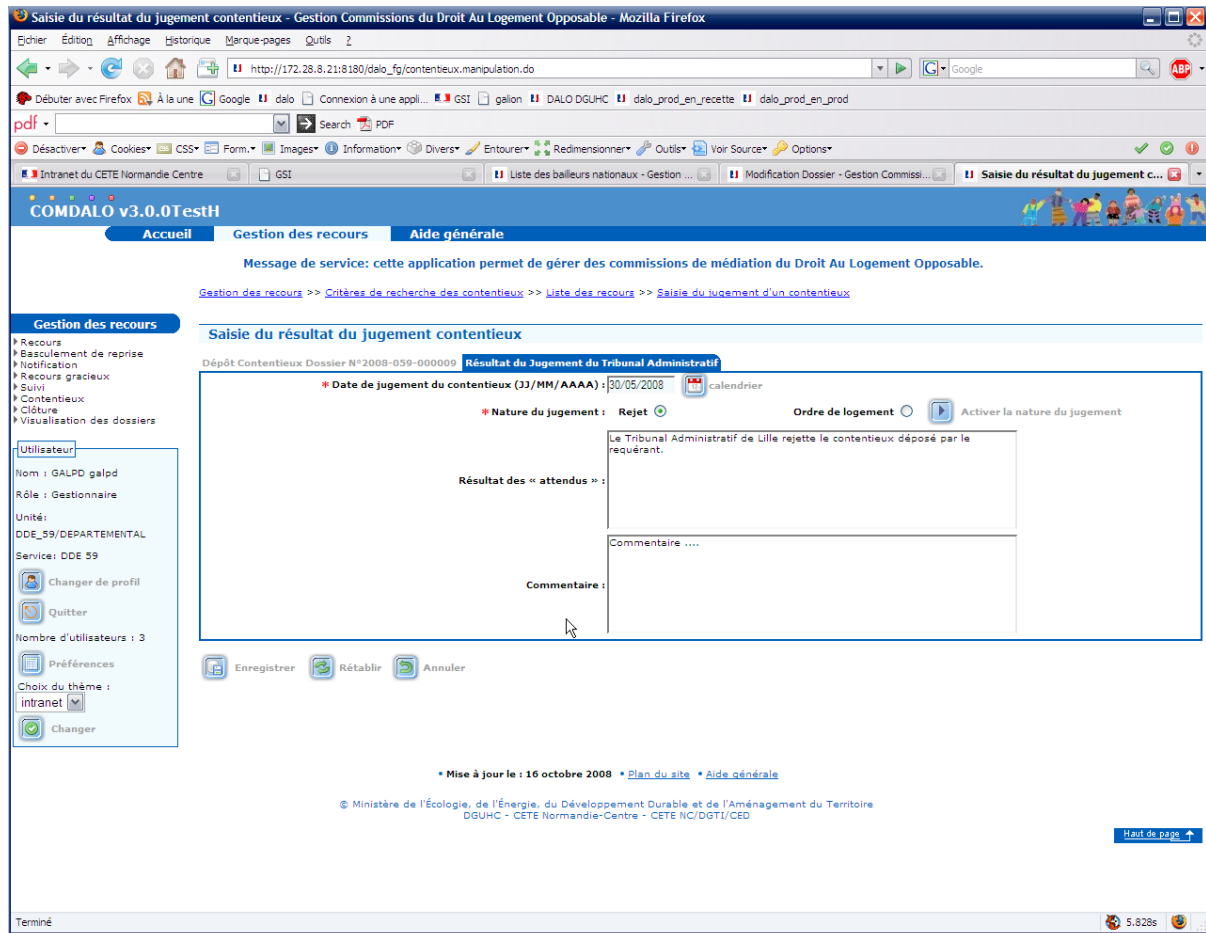 Saisie du résultat du jugement contentieux - Gestion Commissions du Droit Au Logement Opposable - Mozilla Firefox
Fichier Édition Affichage Historique Marque-pages Outils ?
http://172.28.8.21:8180/dalo_fg/contentieux.manipulation.do
G Google
ABP
Débuter avec Firefox À la une Google dalo Connexion à une appli... GSI galion DALO DGUHC dalo_prod_en_recette dalo_prod_en_prod
pdf Search PDF
Désactiver Cookies CSS Form. Images Information Divers Entourer Redimensionner Outils Voir Source Options
Intranet du CETE Normandie Centre GSI Liste des bailleurs nationaux - Gestion ... Modification Dossier - Gestion Commissi... Saisie du résultat du jugement c...
COMDALO v3.0.0TestH
Accueil Gestion des recours Aide générale
Message de service: cette application permet de gérer des commissions de médiation du Droit Au Logement Opposable.
Gestion des recours >> Critères de recherche des contentieux >> Liste des recours >> Saisie du jugement d'un contentieux
Gestion des recours
Recours
Basculement de reprise
Notification
Recours gracieux
Suivi
Contentieux
Clôture
Visualisation des dossiers
Utilisateur
Nom : GALPD galpd
Rôle : Gestionnaire
Unité:
DDE_59/DEPARTEMENTAL
Service: DDE 59
Changer de profil
Quitter
Nombre d'utilisateurs : 3
Préférences
Choix du thème :
intranet
Changer
Saisie du résultat du jugement contentieux
Dépôt Contentieux Dossier N°2008-059-000009 Résultat du Jugement du Tribunal Administratif
* Date de jugement du contentieux (JJ/MM/AAAA) : 30/05/2008 calendrier
* Nature du jugement : Rejet Ordre de logement Activer la nature du jugement
Résultat des « attendus » :
Le Tribunal Administratif de Lille rejette le contentieux déposé par le
requérant.
Commentaire :
Commentaire ....
Enregistrer Rétablir Annuler
• Mise à jour le : 16 octobre 2008 • Plan du site • Aide générale
© Ministère de l'Écologie, de l'Énergie, du Développement Durable et de l'Aménagement du Territoire
DGUHC - CETE Normandie-Centre - CETE NC/DGTI/CED
Haut de page
Terminé
5.828s